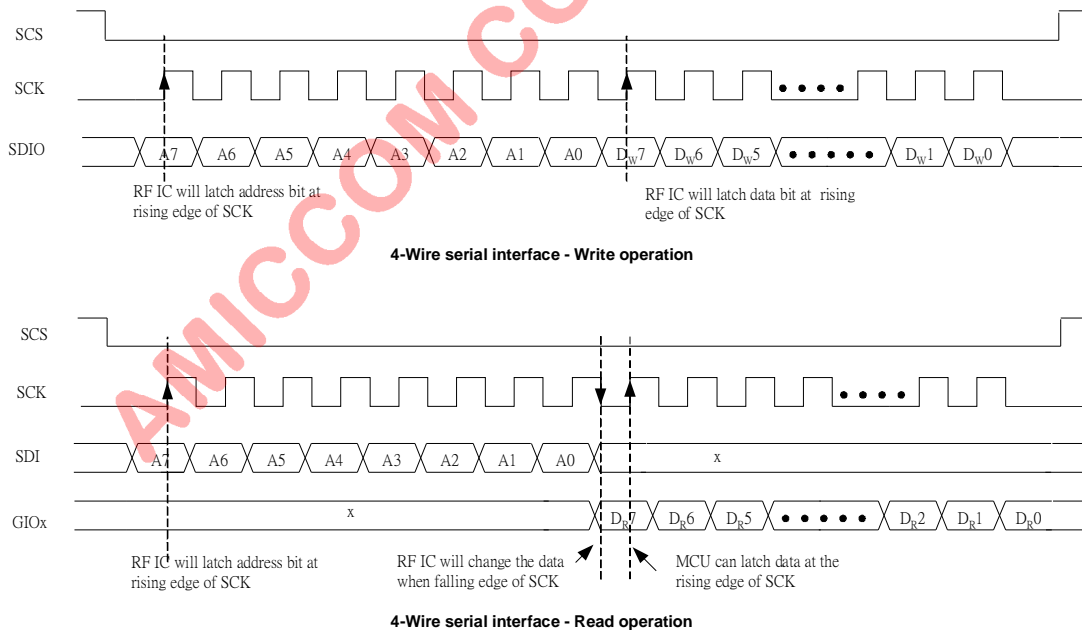 SCS
SCK
SDIO A7 A6 A5 A4 A3 A2 A1 A0 DW7 DW6 DW5 DW1 DW0
RF IC will latch address bit at
rising edge of SCK
RF IC will latch data bit at rising
edge of SCK
4-Wire serial interface - Write operation
SCS
SCK
SDI A7 A6 A5 A4 A3 A2 A1 A0 x
GIOx x DR7 DR6 DR5 DR2 DR1 DR0
RF IC will latch address bit at
rising edge of SCK
RF IC will change the data
when falling edge of SCK
MCU can latch data at the
rising edge of SCK
4-Wire serial interface - Read operation
AMICCOM